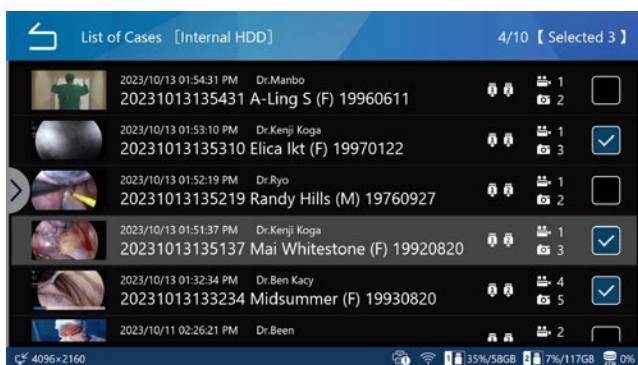 List of Cases [Internal HDD] 4/10 【 Selected 3 】
2023/10/13 01:54:31 PM Dr.Manbo
20231013135431 A-Ling S (F) 19960611
1
2
2023/10/13 01:53:10 PM Dr.Kenji Koga
20231013135310 Elica Ikt (F) 19970122
1
3
2023/10/13 01:52:19 PM Dr.Ryo
20231013135219 Randy Hills (M) 19760927
1
2
2023/10/13 01:51:37 PM Dr.Kenji Koga
20231013135137 Mai Whitestone (F) 19920820
1
3
2023/10/13 01:32:34 PM Dr.Ben Kacy
20231013133234 Midsummer (F) 19930820
4
5
2023/10/11 02:26:21 PM Dr.Been
2
4096×2160 1 35%/58GB 2 7%/117GB 0%